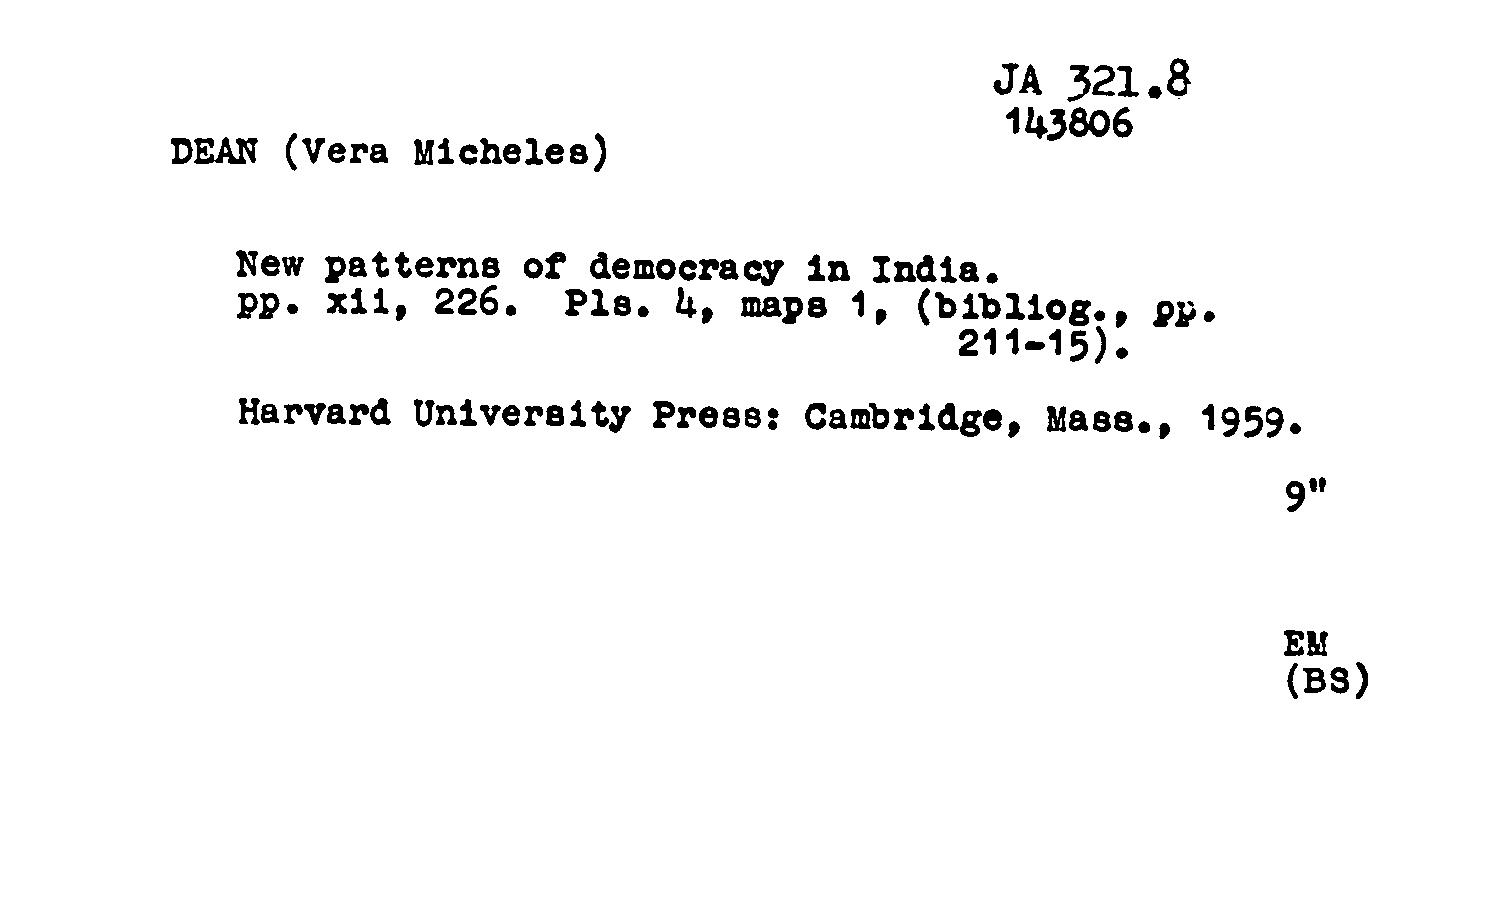 JA 321.8
143806
DEAN (Vera Micheles)
New patterns of democracy in India.
pp. xii, 226. Pls. 4, maps 1, (bibliog., pp.
211-15).
Harvard University Press: Cambridge, Mass., 1959.
9"
EM
(BS)